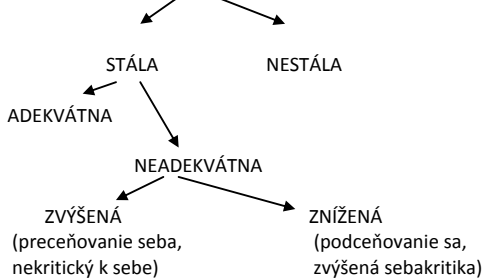 STÁLA NESTÁLA
ADEKVÁTNA
NEADEKVÁTNA
ZVÝŠENÁ ZNÍŽENÁ
(preceňovanie seba, (podceňovanie sa,
nekritický k sebe) zvýšená sebakritika)